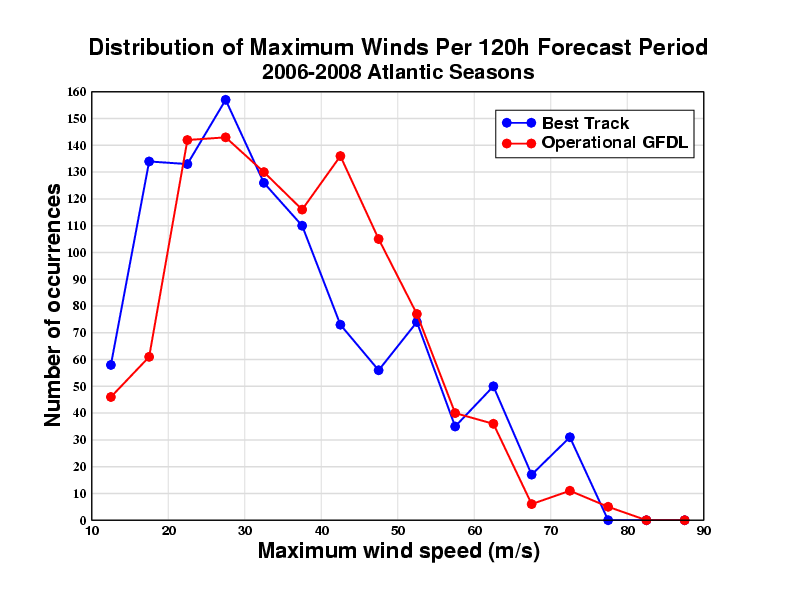 Distribution of Maximum Winds Per 120h Forecast Period
2006-2008 Atlantic Seasons
Best Track
Operational GFDL
Number of occurrences
160
150
140
130
120
110
100
90
80
70
60
50
40
30
20
10
0
10 20 30 40 50 60 70 80 90
Maximum wind speed (m/s)